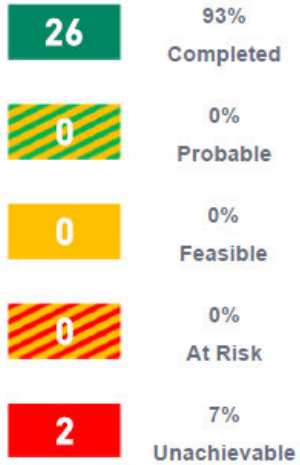 26
93%
Completed
0
0%
Probable
0
0%
Feasible
0
0%
At Risk
2
7%
Unachievable